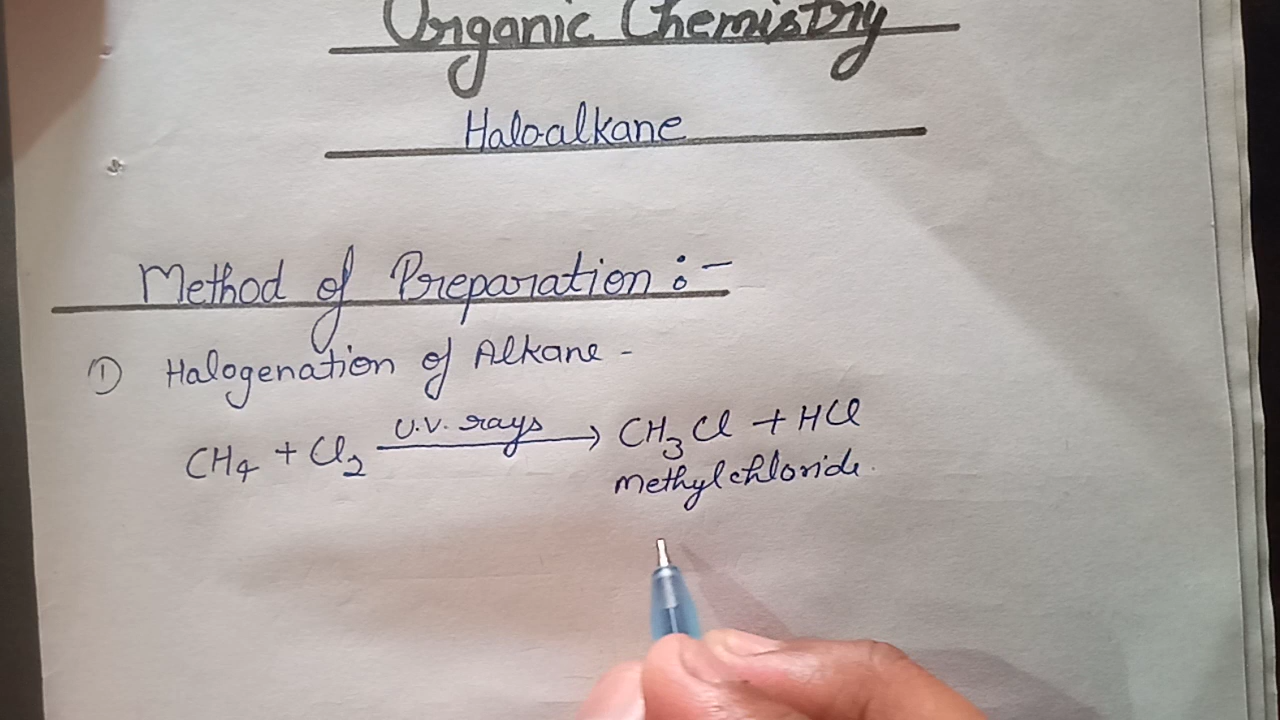 Organic Chemistry
Haloalkane
Method of Preparation :-
① Halogenation of Alkane -
CH₄ + Cl₂ U.V. rays → CH₃Cl + HCl
Methylchloride.